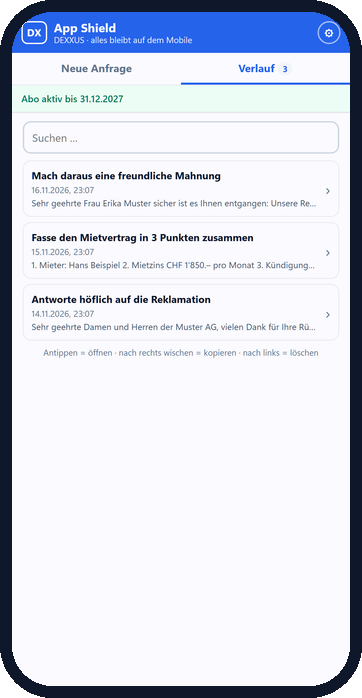 DX
App Shield
DEXXUS · alles bleibt auf dem Mobile
Neue Anfrage
Verlauf 3
Abo aktiv bis 31.12.2027
Suchen ...
Mach daraus eine freundliche Mahnung
16.11.2026, 23:07
Sehr geehrte Frau Erika Muster sicher ist es Ihnen entgangen: Unsere Re...
Fasse den Mietvertrag in 3 Punkten zusammen
15.11.2026, 23:07
1. Mieter: Hans Beispiel 2. Mietzins CHF 1'850.– pro Monat 3. Kündigung...
Antworte höflich auf die Reklamation
14.11.2026, 23:07
Sehr geehrte Damen und Herren der Muster AG, vielen Dank für Ihre Rü...
Antippen = öffnen · nach rechts wischen = kopieren · nach links = löschen